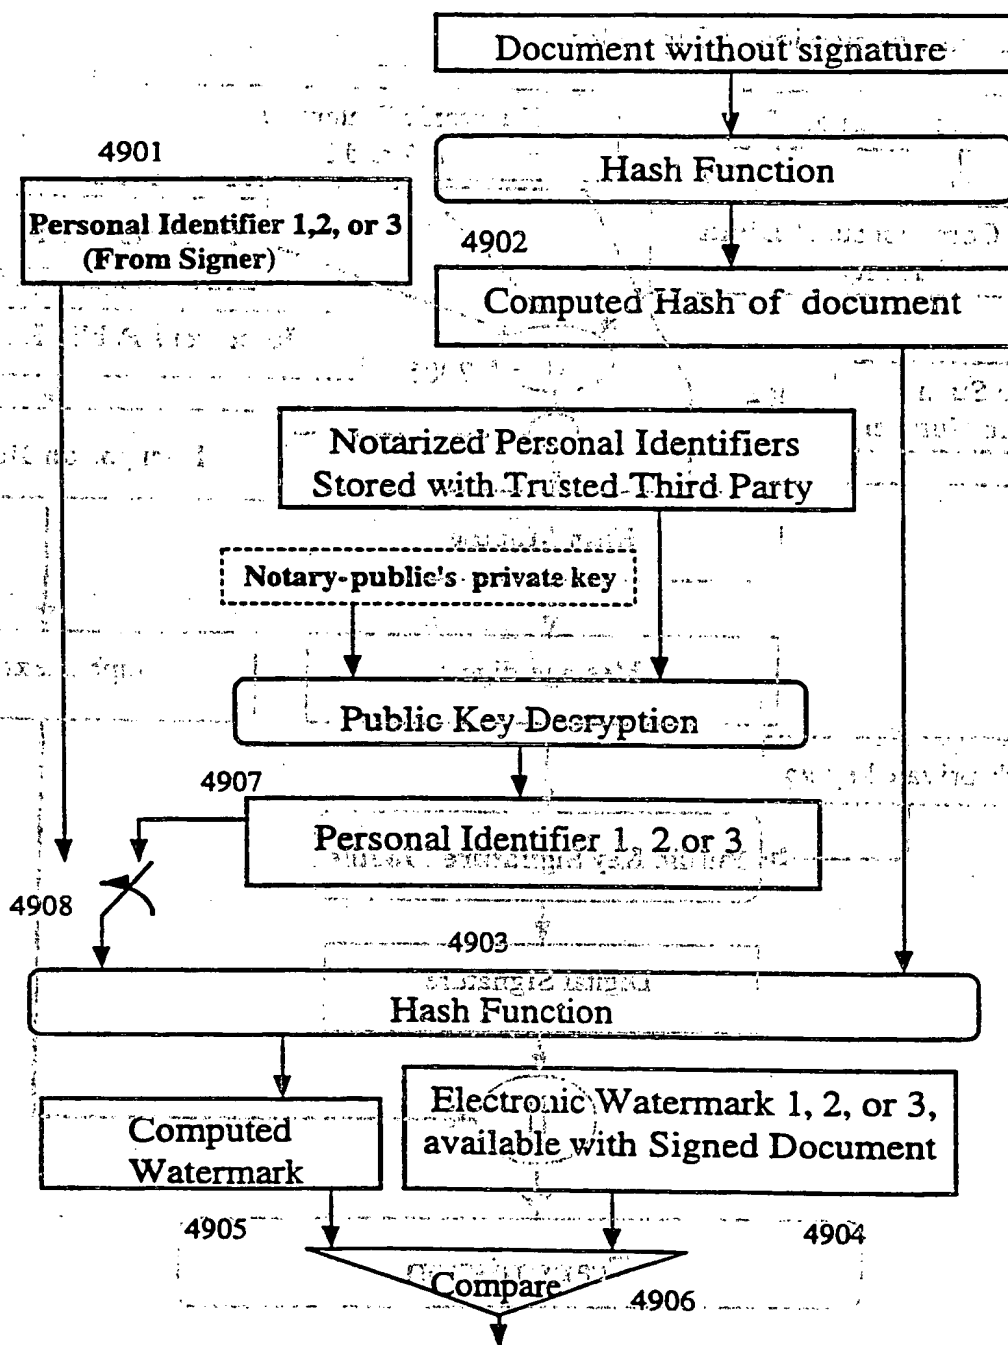 Document without signature
Hash Function
4901
Personal Identifier 1,2, or 3
(From Signer)
4902
Computed Hash of document
Notarized Personal Identifiers
Stored with Trusted Third Party
Notary-public's private key
Public Key Decryption
4907
Personal Identifier 1, 2 or 3
4908
4903
Hash Function
Computed
Watermark
Electronic Watermark 1, 2, or 3,
available with Signed Document
4905
4904
Compare
4906